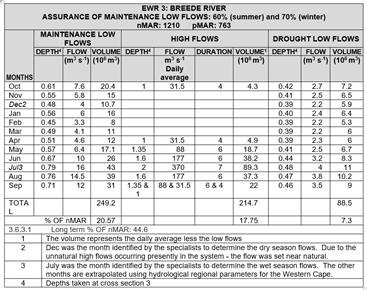 EWR 3: BREEDE RIVER
ASSURANCE OF MAINTENANCE LOW FLOWS: 60% (summer) and 70% (winter)
nMAR: 1210 pMAR: 763
MAINTENANCE LOW FLOWS HIGH FLOWS DROUGHT LOW FLOWS
MONTHS DEPTH4 FLOW (m3 s-1) VOLUME (106 m3) DEPTH4 FLOW (m3 s-1) Daily average DURATION VOLUME1 (106 m3) DEPTH4 FLOW (m3 s-1) VOLUME (106 m3)
Oct 0.61 7.6 20.4 1 31.5 4 4.3 0.42 2.7 7.2
Nov 0.55 5.8 15 0.41 2.5 6.5
Dec2 0.48 4 10.7 0.39 2.2 5.9
Jan 0.56 6 16 0.40 2.4 6.4
Feb 0.45 3.3 8 0.39 2.2 5.3
Mar 0.49 4.1 11 0.39 2.2 6
Apr 0.51 4.6 12 1 31.5 4 4.9 0.39 2.3 6
May 0.57 6.4 17.1 1.35 88 6 18.7 0.41 2.5 6.7
Jun 0.67 10 26 1.6 177 6 38.2 0.44 3.2 8.3
Jul3 0.79 16 43 2 370 7 89.3 0.48 4 11
Aug 0.76 14.5 39 1.6 177 6 37.3 0.47 3.8 10.2
Sep 0.71 12 31 1.35 & 1 88 & 31.5 6 & 4 22 0.46 3.5 9
TOTAL 249.2 214.7 88.5
% OF nMAR 20.57 17.75 7.3
3.6.3.1 Long term % OF nMAR: 44.6
1 The volume represents the daily average less the low flows
2 Dec was the month identified by the specialists to determine the dry season flows. Due to the
unnatural high flows occurring presently in the system - the flow was set near natural.
3 July was the month identified by the specialists to determine the wet season flows. The other
months are extrapolated using hydrological regional parameters for the Western Cape.
4 Depths taken at cross section 3